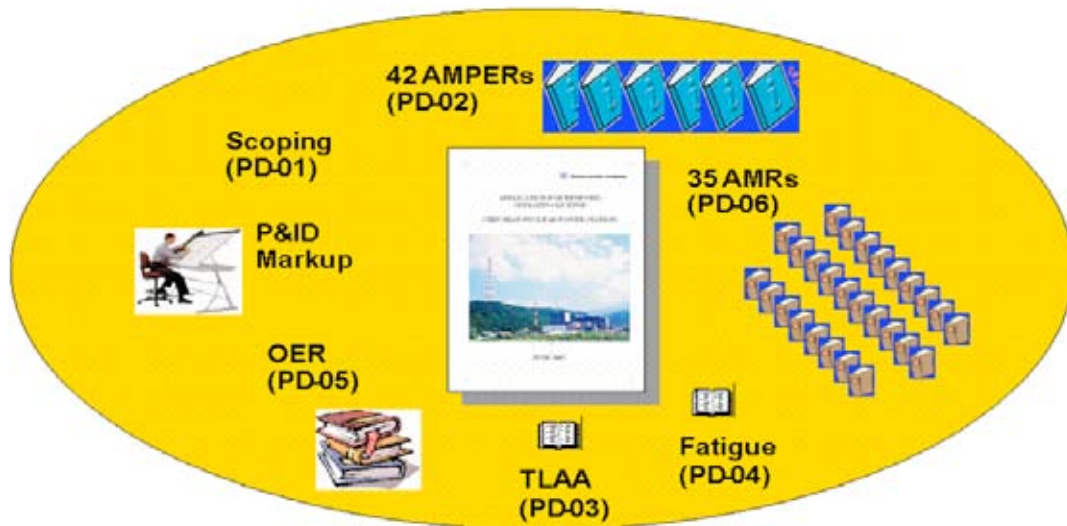 42 AMPERs
(PD-02)
Scoping
(PD-01)
35 AMRs
(PD-06)
P&ID
Markup
OER
(PD-05)
Fatigue
(PD-04)
TLAA
(PD-03)